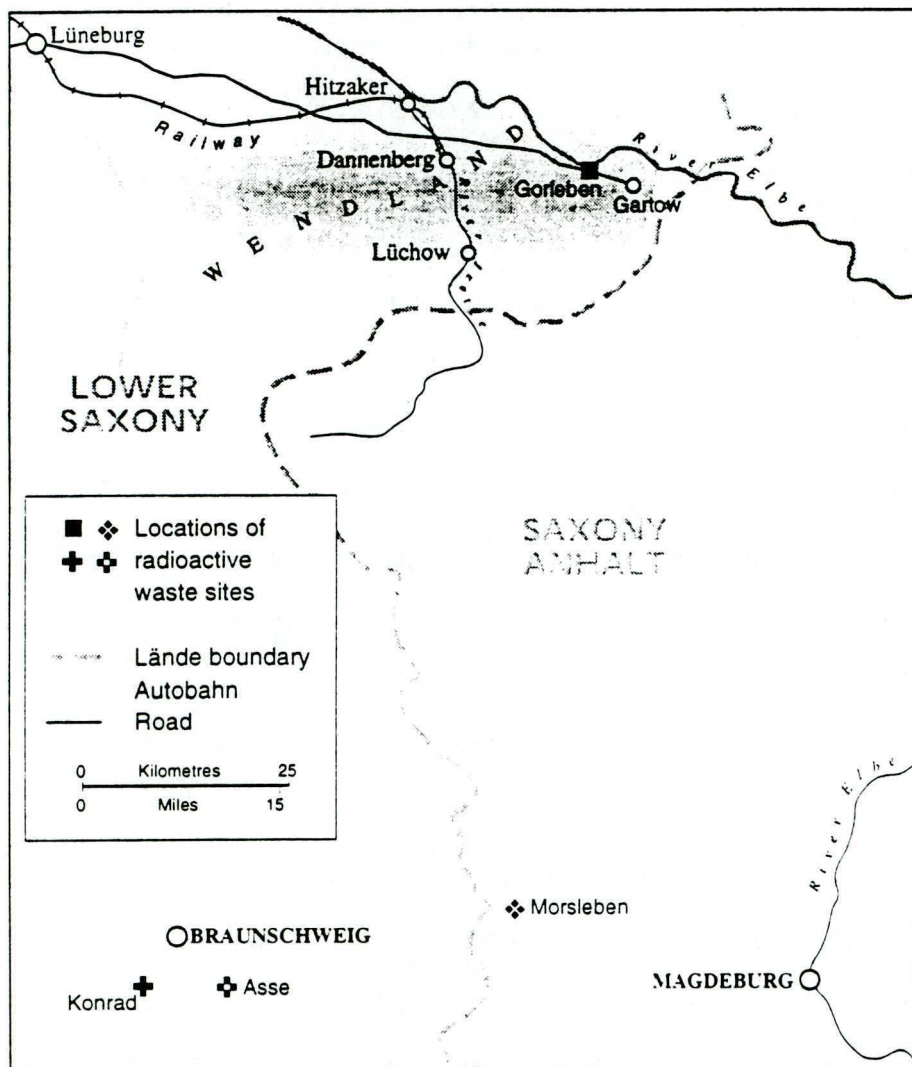 Lüneburg
Hitzaker
Railway
Dannenberg
WENDLAND
Gorleben
Gartow
River Elbe
Lüchow
LOWER
SAXONY
SAXONY
ANHALT
Locations of
radioactive
waste sites
Lände boundary
Autobahn
Road
0 Kilometres 25
0 Miles 15
River Elbe
Morsleben
BRAUNSCHWEIG
Konrad
Asse
MAGDEBURG